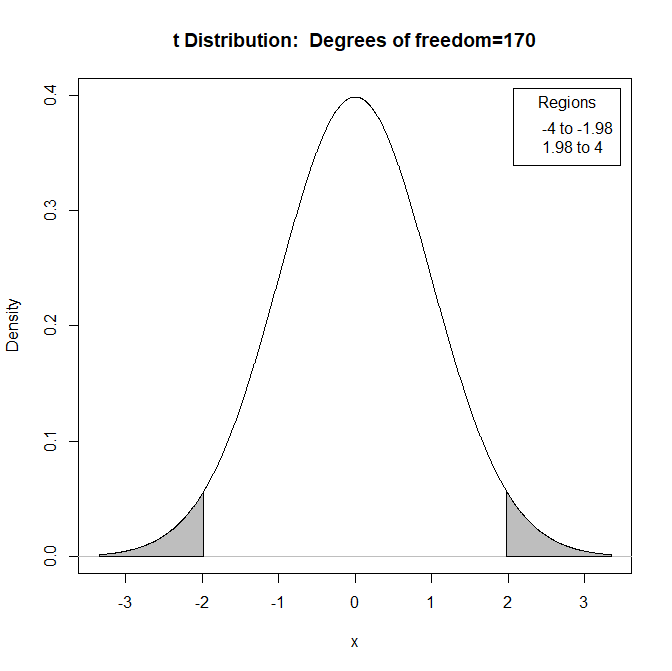 t Distribution:  Degrees of freedom=170
Regions
-4 to -1.98
1.98 to 4
Density
0.4
0.3
0.2
0.1
0.0
-3 -2 -1 0 1 2 3
x